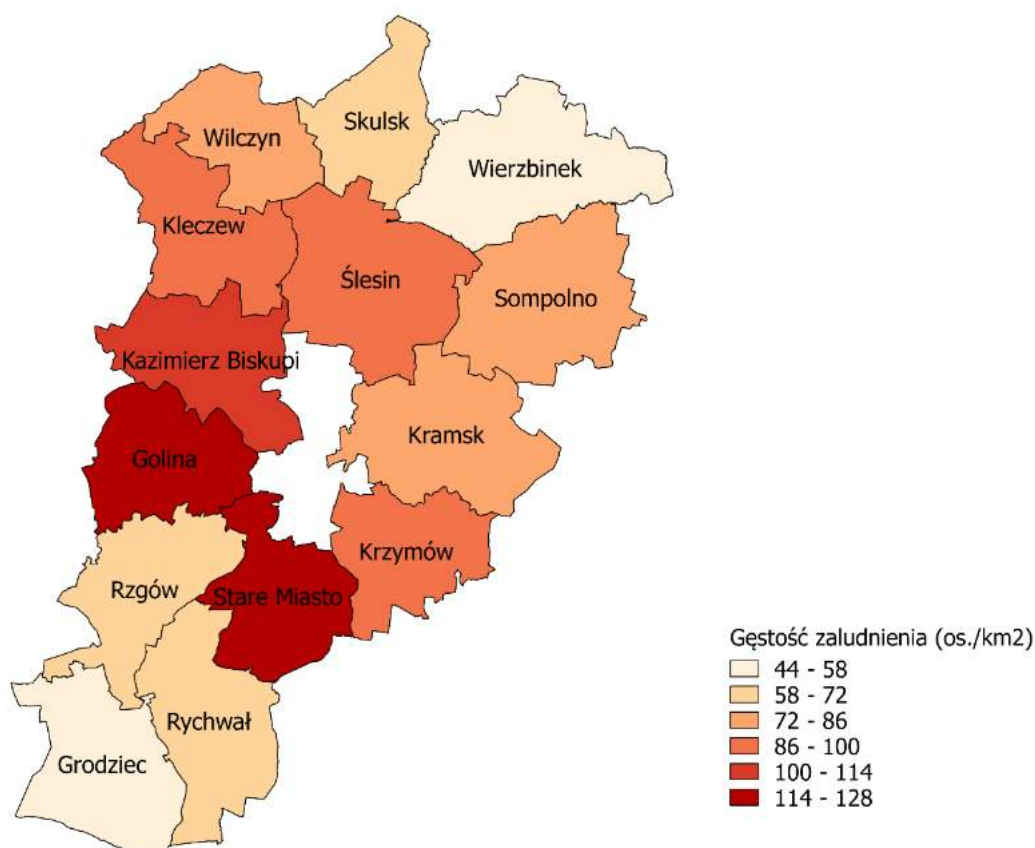 Skulsk
Wilczyn
Wierzbinek
Kleczew
Ślesin
Sompolno
Kazimierz Biskupi
Kramsk
Golina
Krzymów
Rzgów
Stare Miasto
Rychwał
Grodziec
Gęstość zaludnienia (os./km2)
44 - 58
58 - 72
72 - 86
86 - 100
100 - 114
114 - 128